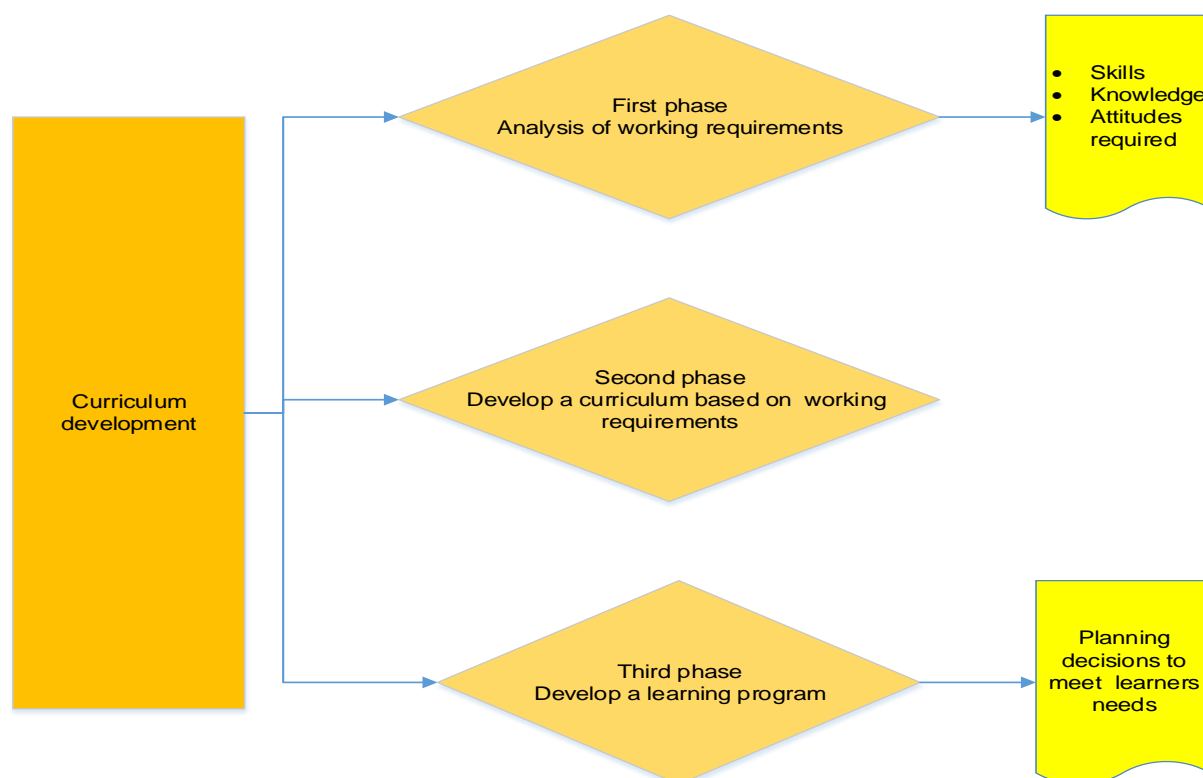 Curriculum
development
First phase
Analysis of working requirements
• Skills
• Knowledge
• Attitudes
required
Second phase
Develop a curriculum based on working
requirements
Third phase
Develop a learning program
Planning
decisions to
meet learners
needs